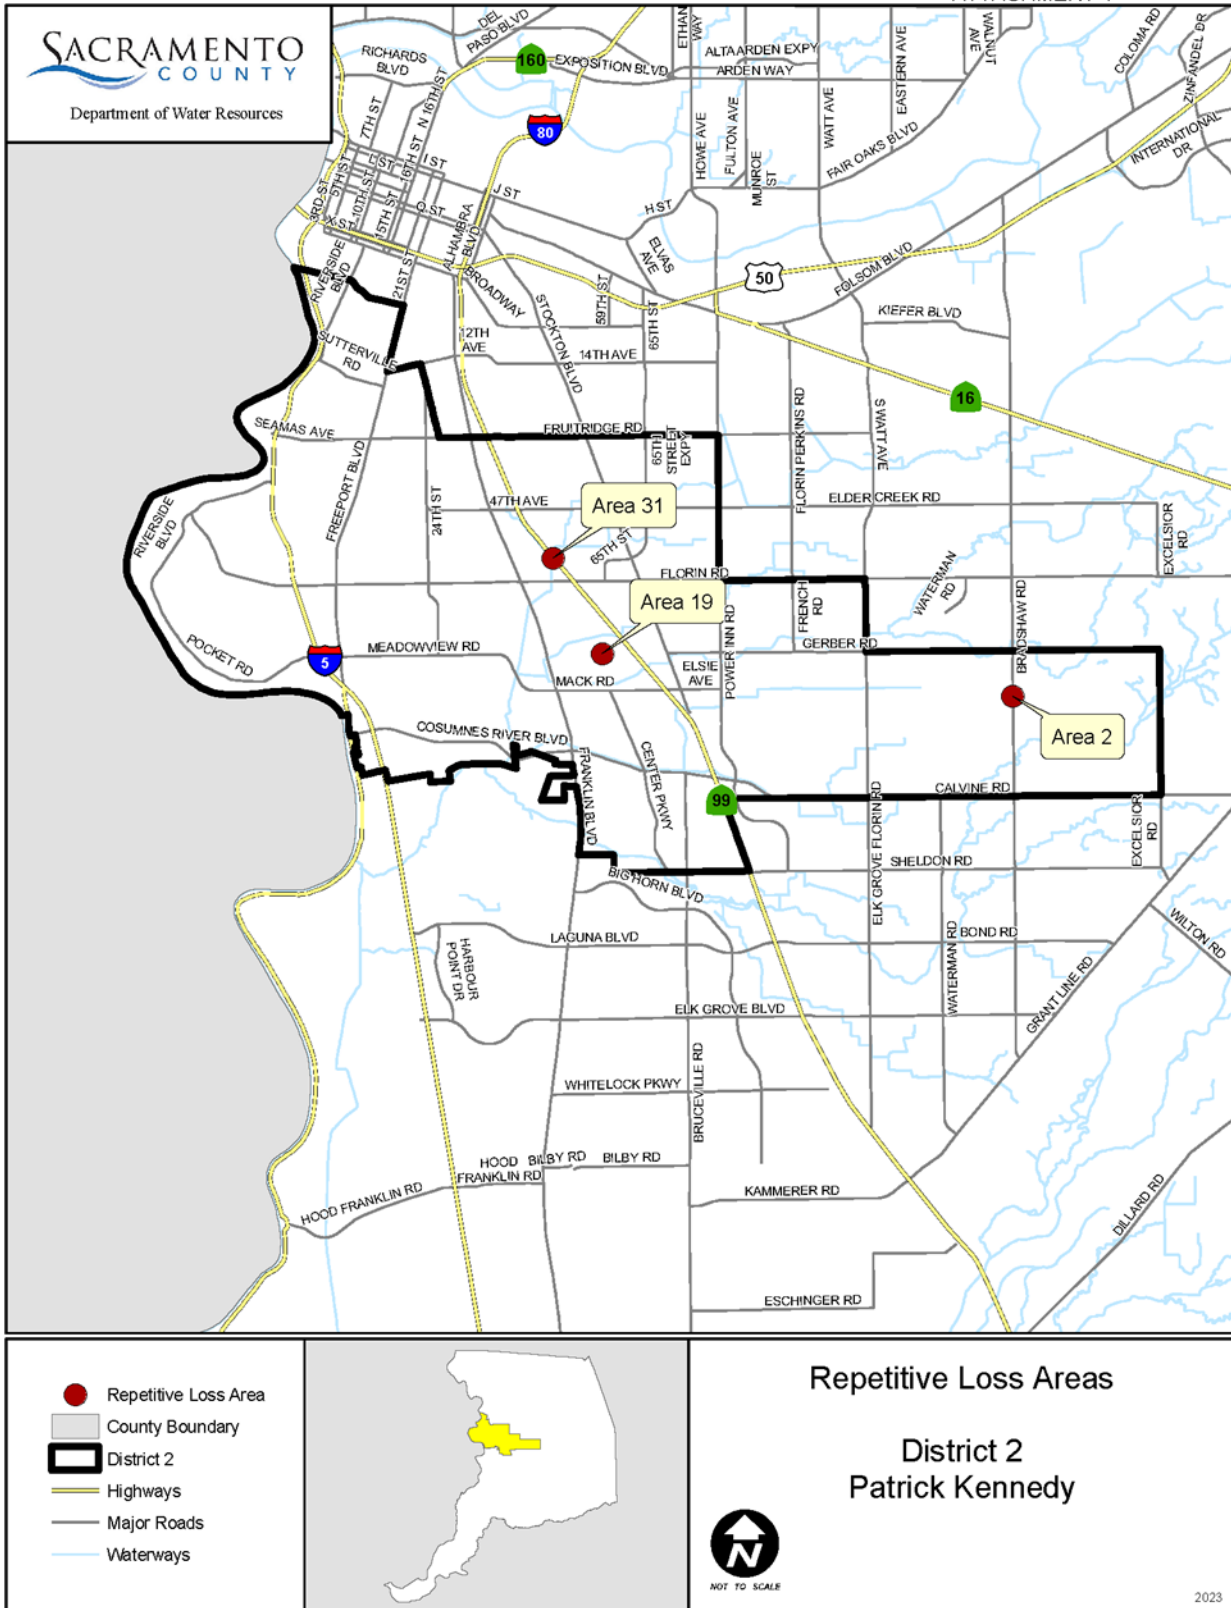 SACRAMENTO
COUNTY
Department of Water Resources
RICHARDS
BLVD
DEL
PASO BLVD
160
EXPOSITION BLVD
ETHAN
WAY
ALTA ARDEN EXPY
ARDEN WAY
EASTERN AVE
WALNUT
AVE
COLOMA RD
ZINFANDEL DR
INTERNATIONAL
DR
7TH ST
N 16TH ST
80
HOWE AVE
FULTON AVE
MUNROE
ST
WATT AVE
FAIR OAKS BLVD
I ST
L ST
16TH ST
3RD ST
5TH ST
10TH ST
15TH ST
Q ST
X ST
J ST
H ST
ALHAMBRA
BLVD
ELVAS
AVE
50
FOLSOM BLVD
RIVERSIDE
BLVD
21ST ST
BROADWAY
STOCKTON BLVD
59TH ST
65TH ST
KIEFER BLVD
SUTTERVILLE
RD
12TH
AVE
14TH AVE
16
SEAMAS AVE
FRUITRIDGE RD
65TH
STREET
EXPY
FLORIN PERKINS RD
S WATT AVE
FREEPORT BLVD
24TH ST
47TH AVE
Area 31
ELDER CREEK RD
RIVERSIDE
BLVD
65TH ST
FLORIN RD
EXCELSIOR
RD
WATERMAN
RD
Area 19
FRENCH
RD
BRADSHAW RD
POCKET RD
5
MEADOWVIEW RD
GERBER RD
ELSIE
AVE
POWER INN RD
MACK RD
Area 2
COSUMNES RIVER BLVD
FRANKLIN BLVD
CENTER PKWY
99
CALVINE RD
ELK GROVE FLORIN RD
EXCELSIOR
RD
SHELDON RD
BIG HORN BLVD
WILTON RD
LAGUNA BLVD
BOND RD
HARBOUR
POINT DR
WATERMAN RD
GRANT LINE RD
ELK GROVE BLVD
BRUCEVILLE RD
WHITELOCK PKWY
HOOD
FRANKLIN RD
BILBY RD
BILBY RD
HOOD FRANKLIN RD
KAMMERER RD
DILLARD RD
ESCHINGER RD
Repetitive Loss Area
County Boundary
District 2
Highways
Major Roads
Waterways
Repetitive Loss Areas
District 2
Patrick Kennedy
N
NOT TO SCALE
2023